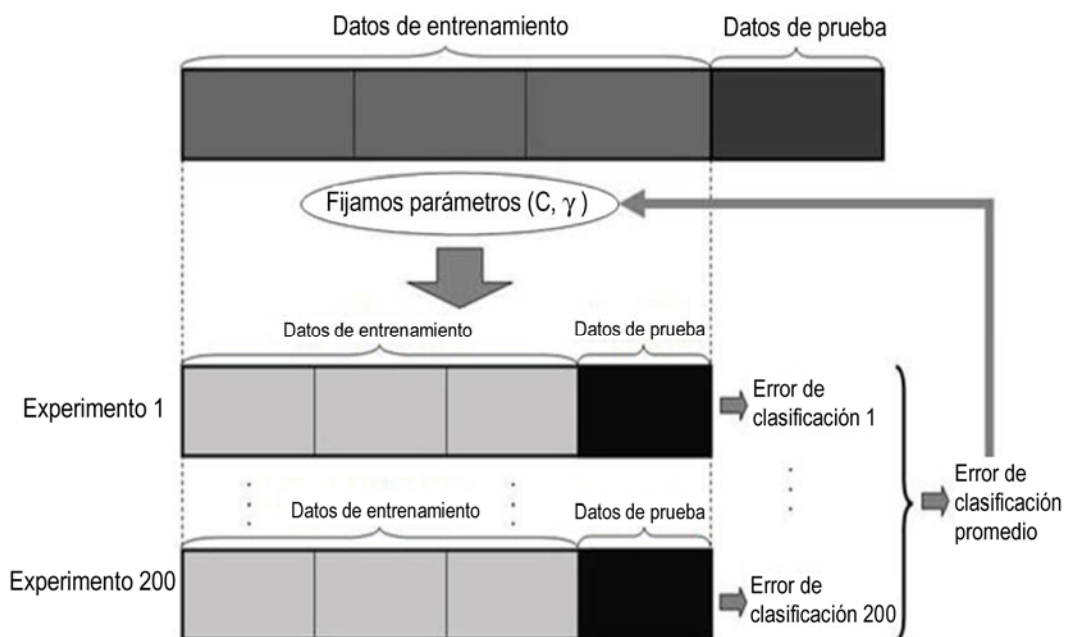 Datos de entrenamiento
Datos de prueba
Fijamos parámetros (C, γ )
Datos de entrenamiento
Datos de prueba
Experimento 1
Error de
clasificación 1
Error de
clasificación
promedio
Datos de entrenamiento
Datos de prueba
Experimento 200
Error de
clasificación 200